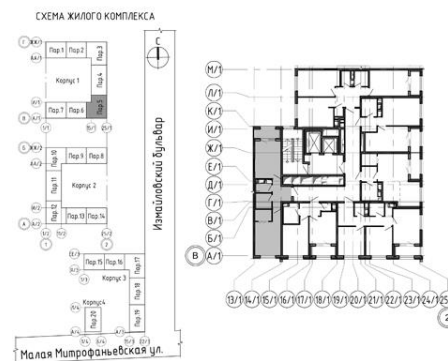 СХЕМА ЖИЛОГО КОМПЛЕКСА
С
Пар.1 Пар.2 Пар.3
Пар.4
Корпус 1
Пар.5
Пар.7 Пар.6
Пар.10 Пар.9 Пар.8
Пар.11
Корпус 2
Пар.12 Пар.13 Пар.14
Пар.15 Пар.16 Пар.17
Корпус 3
Пар.18
Корпус4
Пар.20
Пар.19
Измайловский бульвар
Малая Митрофаньевская ул.
М/1
Л/1
К/1
И/1
Ж/1
Е/1
Д/1
Г/1
В/1
Б/1
В А/1
13/1 14/1 15/1 16/1 17/1 18/1 19/1 20/1 21/1 22/1 23/1 24/1